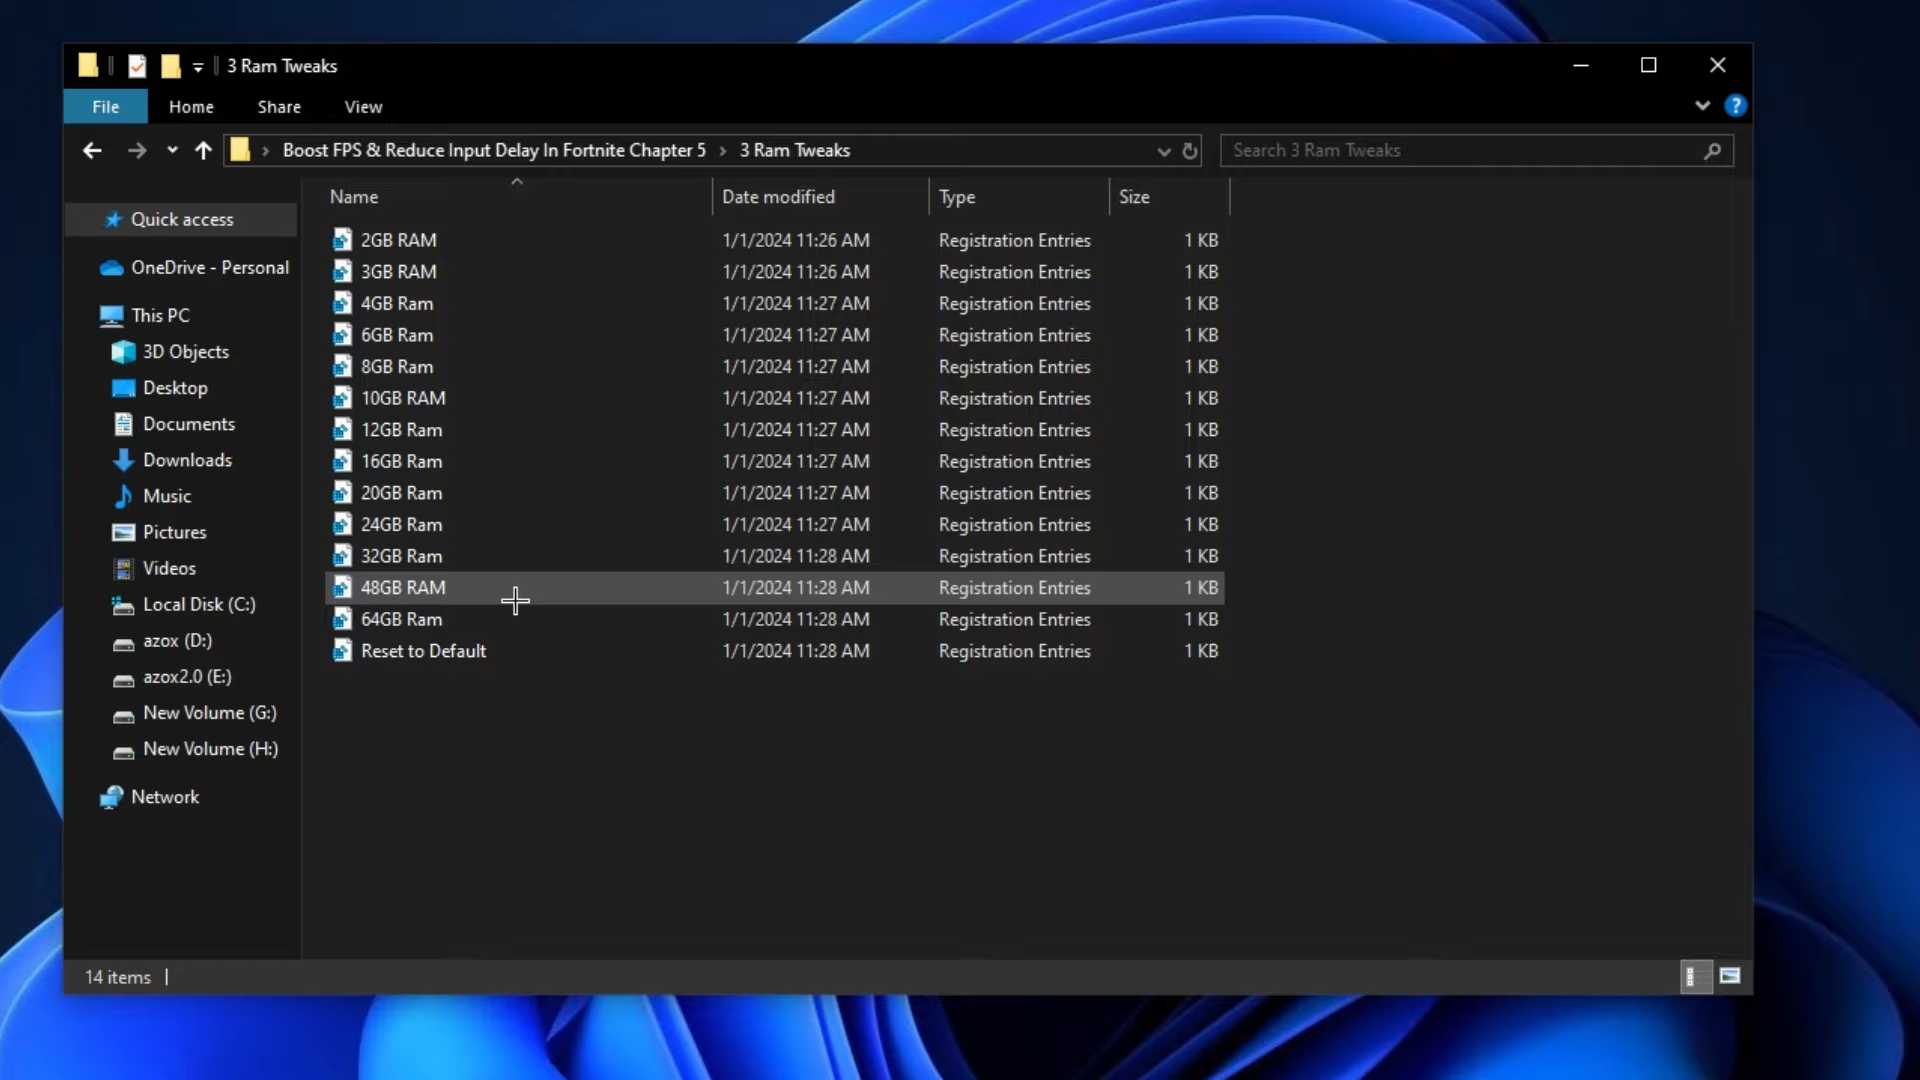 3 Ram Tweaks
File Home Share View
Boost FPS & Reduce Input Delay In Fortnite Chapter 5 3 Ram Tweaks
Search 3 Ram Tweaks
Name Date modified Type Size
Quick access
OneDrive - Personal
This PC
3D Objects
Desktop
Documents
Downloads
Music
Pictures
Videos
Local Disk (C:)
azox (D:)
azox2.0 (E:)
New Volume (G:)
New Volume (H:)
Network
2GB RAM 1/1/2024 11:26 AM Registration Entries 1 KB
3GB RAM 1/1/2024 11:26 AM Registration Entries 1 KB
4GB Ram 1/1/2024 11:27 AM Registration Entries 1 KB
6GB Ram 1/1/2024 11:27 AM Registration Entries 1 KB
8GB Ram 1/1/2024 11:27 AM Registration Entries 1 KB
10GB RAM 1/1/2024 11:27 AM Registration Entries 1 KB
12GB Ram 1/1/2024 11:27 AM Registration Entries 1 KB
16GB Ram 1/1/2024 11:27 AM Registration Entries 1 KB
20GB Ram 1/1/2024 11:27 AM Registration Entries 1 KB
24GB Ram 1/1/2024 11:27 AM Registration Entries 1 KB
32GB Ram 1/1/2024 11:28 AM Registration Entries 1 KB
48GB RAM 1/1/2024 11:28 AM Registration Entries 1 KB
64GB Ram 1/1/2024 11:28 AM Registration Entries 1 KB
Reset to Default 1/1/2024 11:28 AM Registration Entries 1 KB
14 items